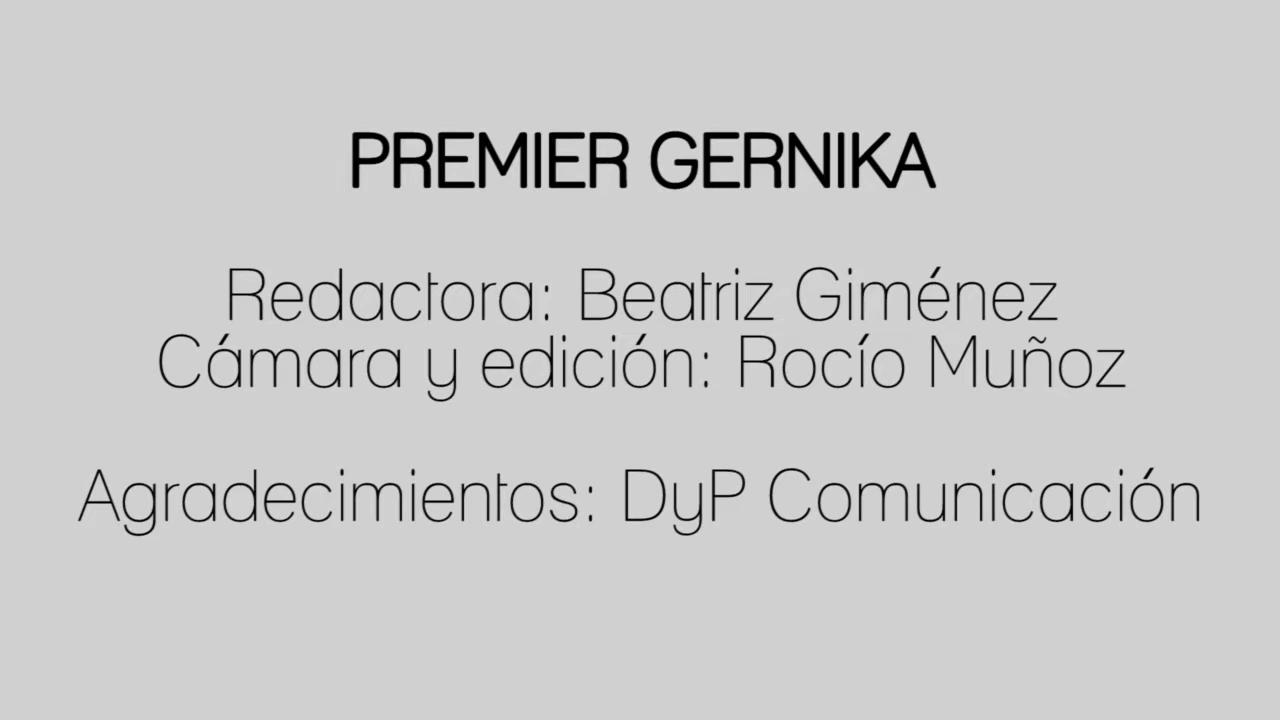 PREMIER GERNIKA
Redactora: Beatriz Giménez
Cámara y edición: Rocío Muñoz
Agradecimientos: DyP Comunicación